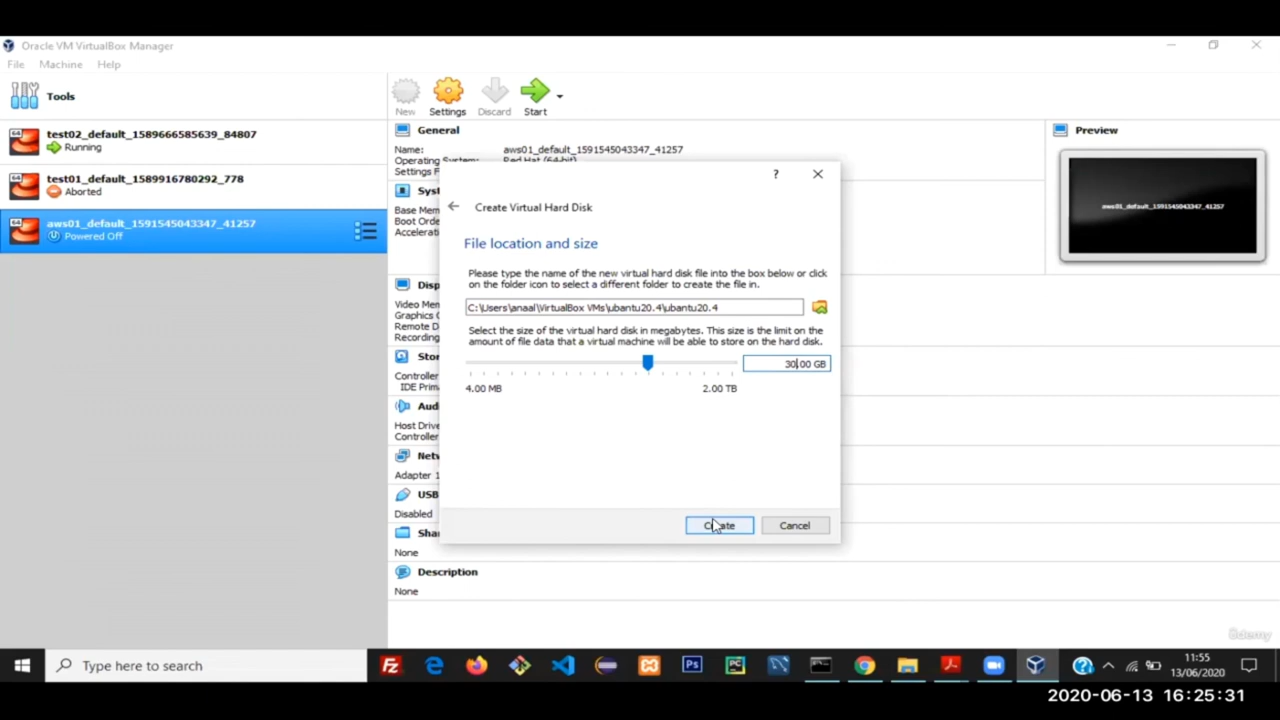 Oracle VM VirtualBox Manager
File Machine Help
Tools
New Settings Discard Start
test02_default_1589666585639_84807
Running
test01_default_1589916780292_778
Aborted
aws01_default_1591545043347_41257
Powered Off
General
Name: aws01_default_1591545043347_41257
Operating System: Red Hat (64-bit)
Settings F
Syst
Base Mem
Boot Orde
Accelerati
Disp
Video Mem
Graphics C
Remote D
Recording
Stor
Controller
IDE Prim
Aud
Host Drive
Controller
Netw
Adapter 1
USB
Disabled
Shar
None
Description
None
Preview
aws01_default_1591545043347_41257
?
Create Virtual Hard Disk
File location and size
Please type the name of the new virtual hard disk file into the box below or click
on the folder icon to select a different folder to create the file in.
C:\Users\anaal\VirtualBox VMs\ubantu20.4\ubantu20.4
Select the size of the virtual hard disk in megabytes. This size is the limit on the
amount of file data that a virtual machine will be able to store on the hard disk.
30.00 GB
4.00 MB 2.00 TB
Create Cancel
ûdemy
Type here to search
11:55
13/06/2020
2020-06-13 16:25:31